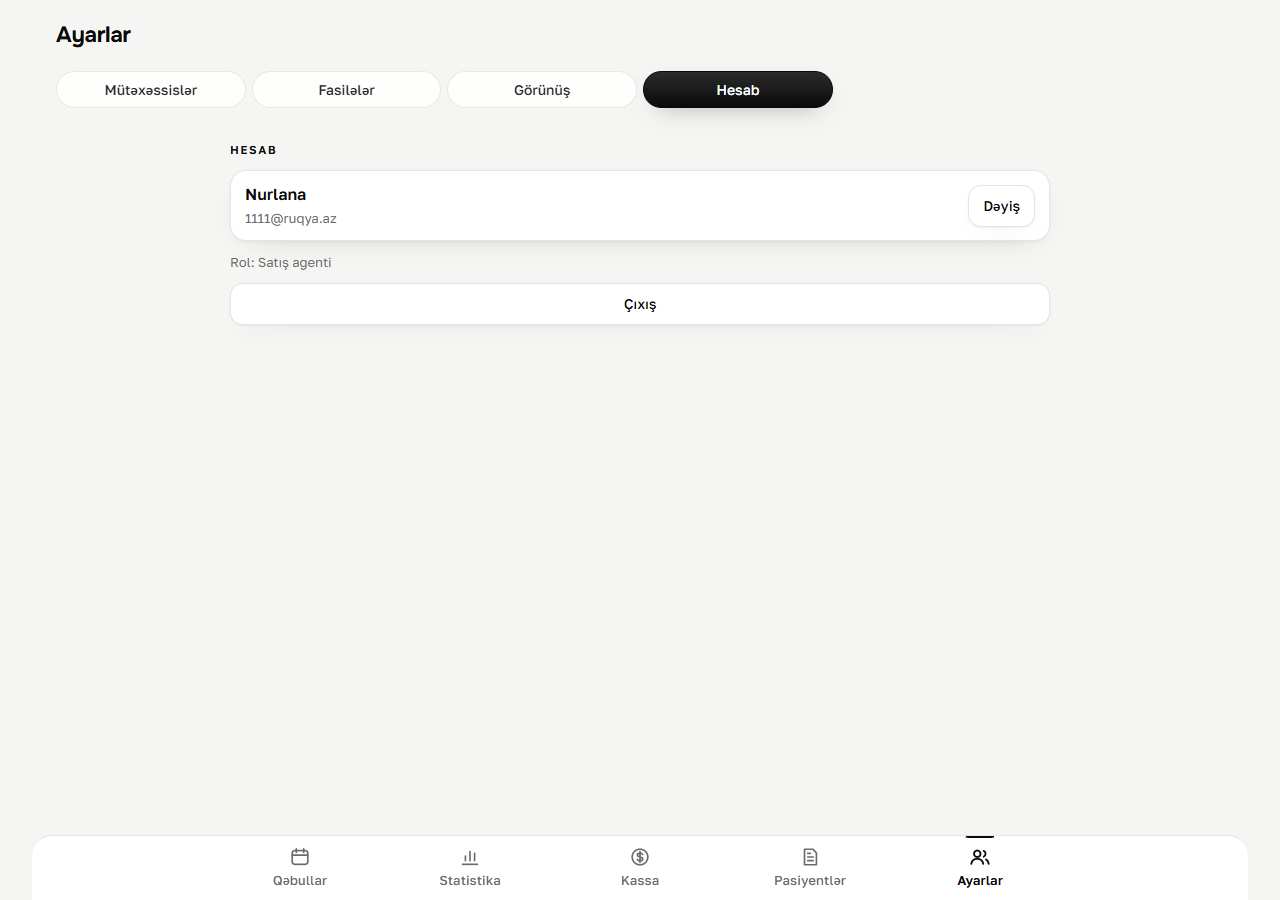 Ayarlar
Mütəxəssislər
Fasilələr
Görünüş
Hesab
HESAB
Nurlana
1111@ruqya.az
Dəyiş
Rol: Satış agenti
Çıxış
Qəbullar
Statistika
Kassa
Pasiyentlər
Ayarlar